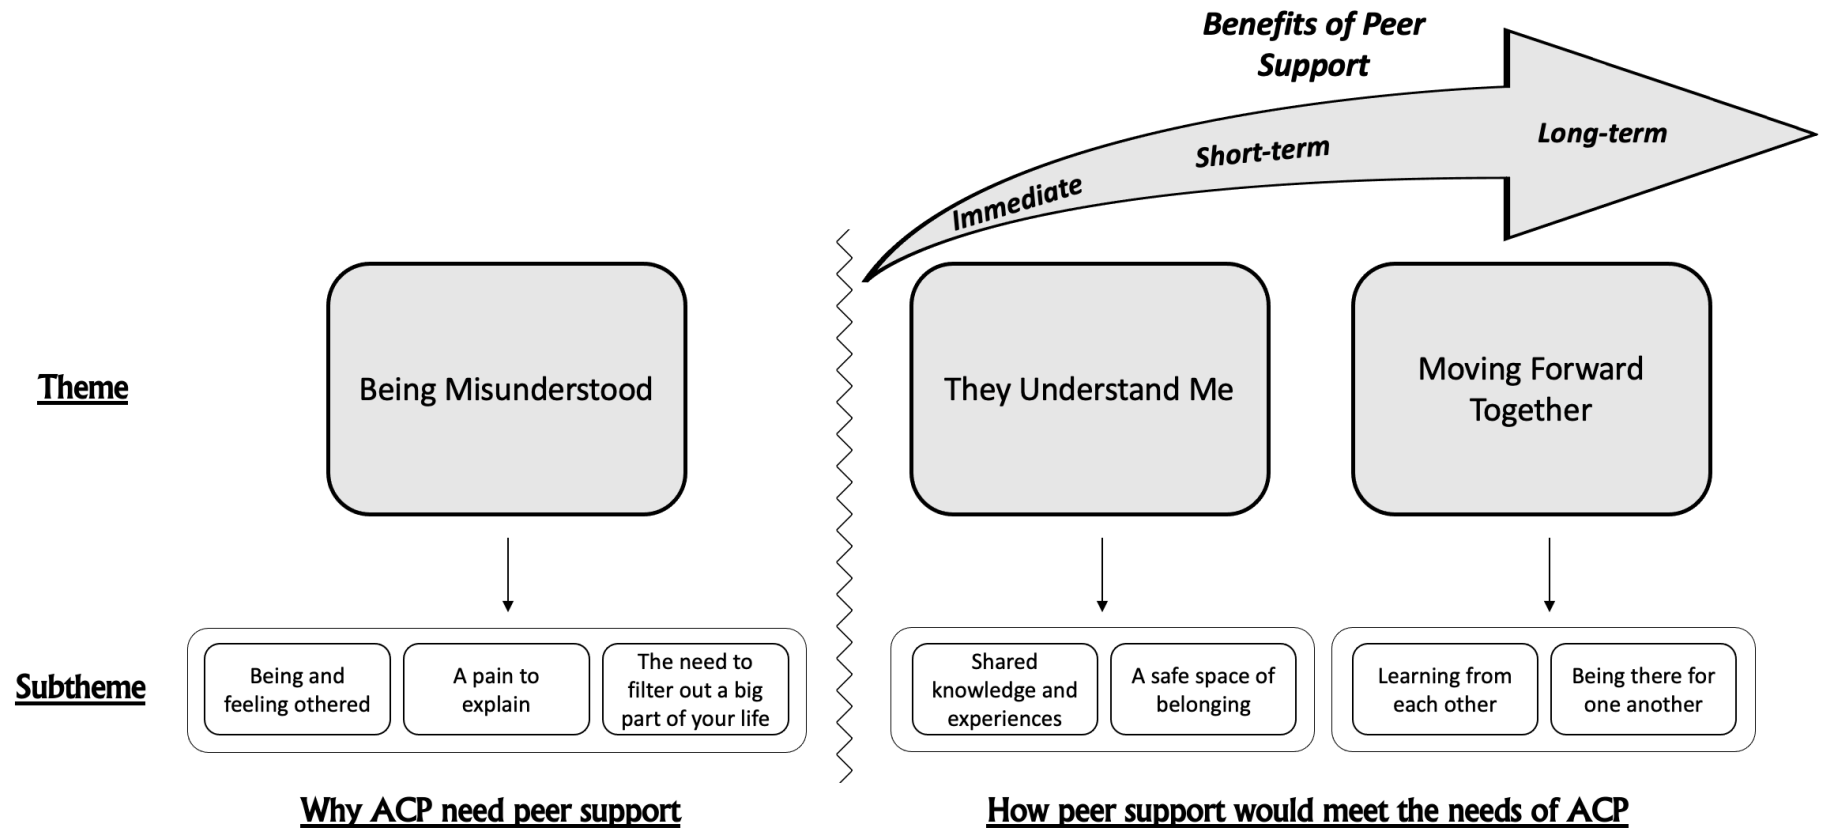 Benefits of Peer
Support
Immediate
Short-term
Long-term
Theme
Being Misunderstood
They Understand Me
Moving Forward
Together
Subtheme
Being and
feeling othered
A pain to
explain
The need to
filter out a big
part of your life
Shared
knowledge and
experiences
A safe space of
belonging
Learning from
each other
Being there for
one another
Why ACP need peer support
How peer support would meet the needs of ACP